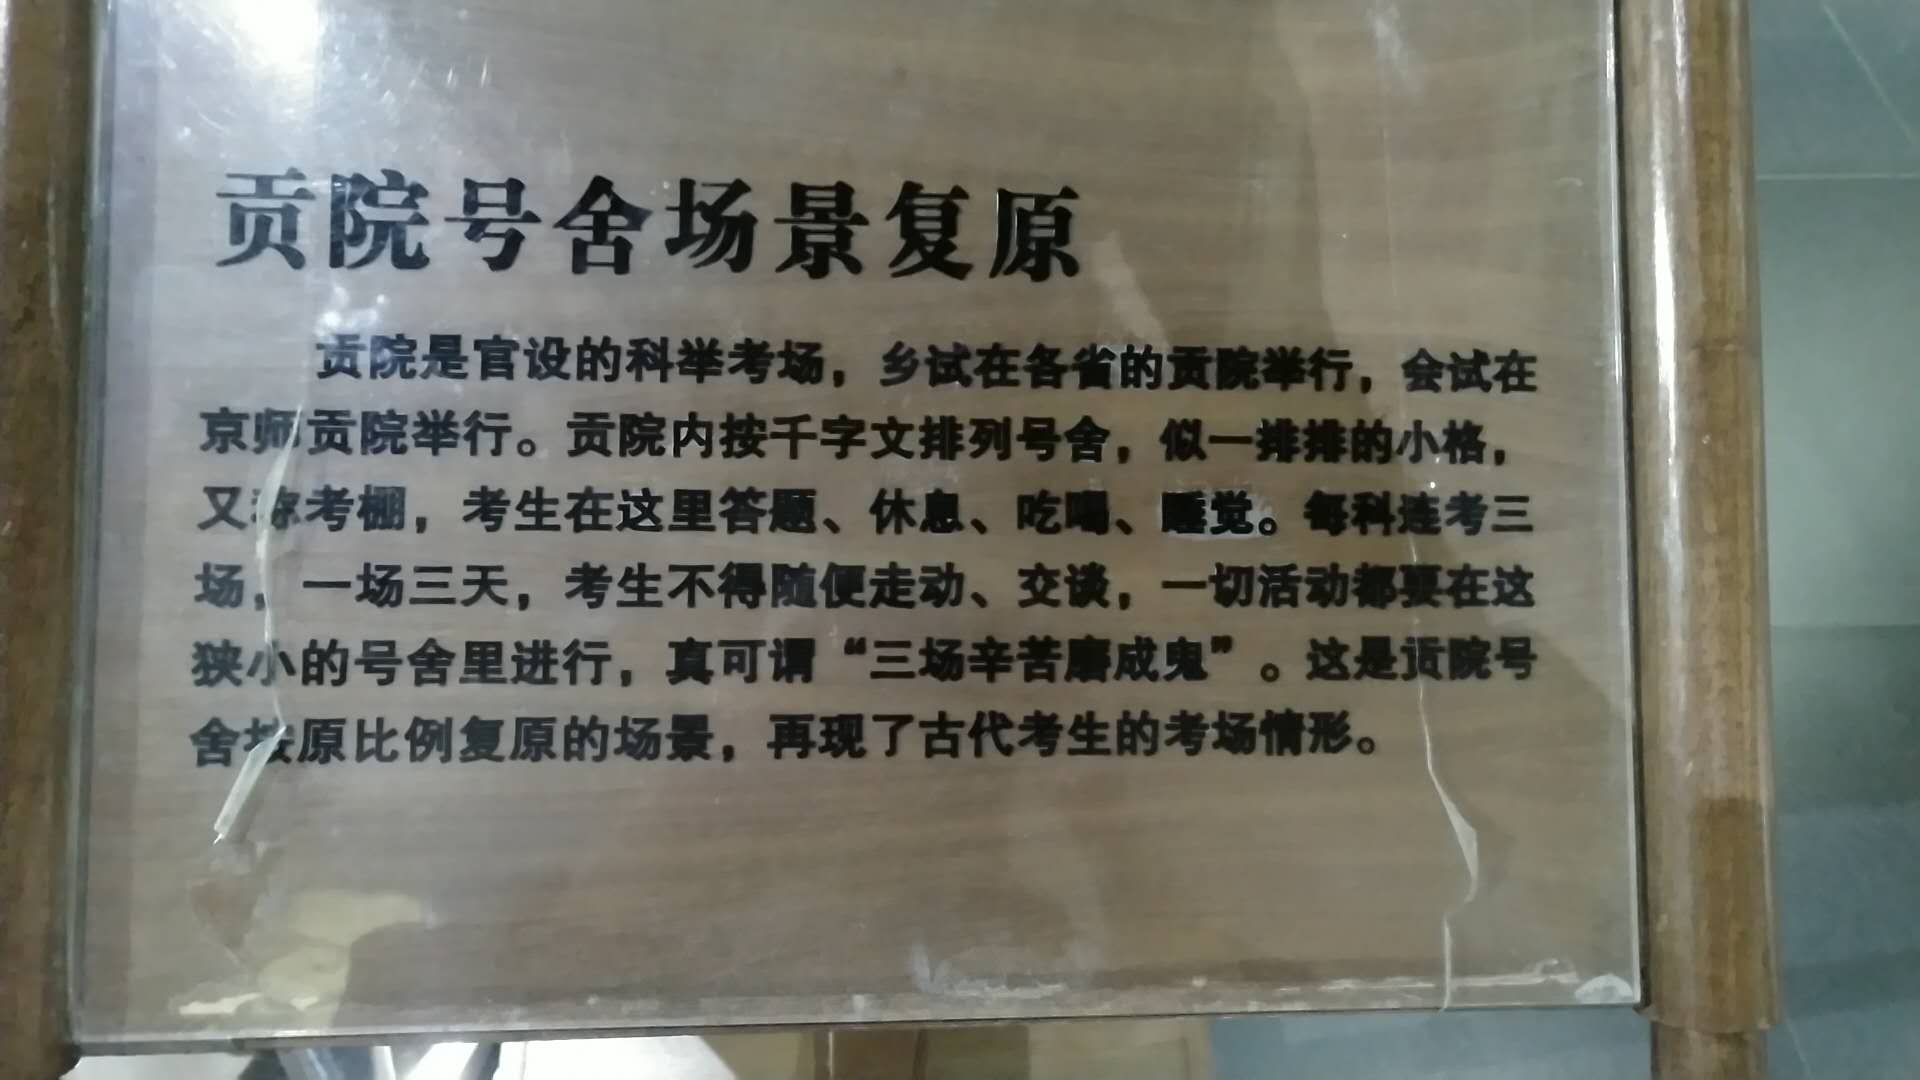 贡院号舍场景复原
贡院是官设的科举考场，乡试在各省的贡院举行，会试在
京师贡院举行。贡院内按千字文排列号舍，似一排排的小格，
又称考棚，考生在这里答题、休息、吃喝、睡觉。每科连考三
场，一场三天，考生不得随便走动、交谈，一切活动都要在这
狭小的号舍里进行，真可谓“三场辛苦磨成鬼”。这是贡院号
舍按原比例复原的场景，再现了古代考生的考场情形。